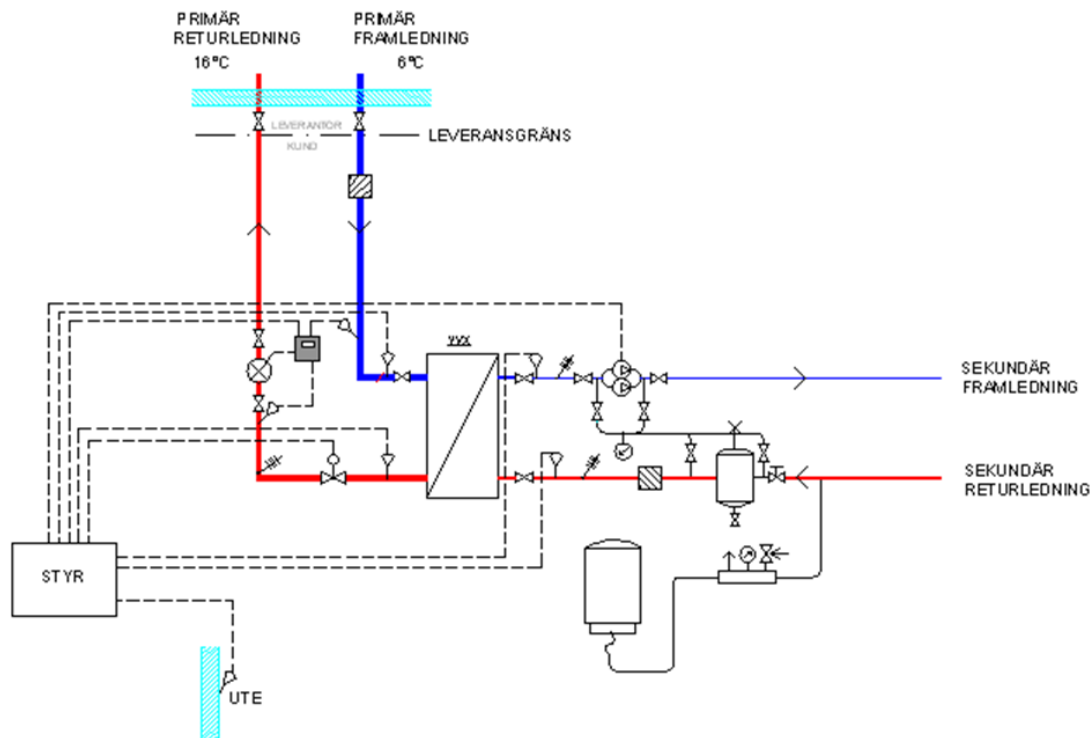 PRIMÄR
RETURLEDNING
16°C
PRIMÄR
FRAMLEDNING
6°C
LEVERANTÖR
KUND
LEVERANSGRÄNS
VVX
SEKUNDÄR
FRAMLEDNING
SEKUNDÄR
RETURLEDNING
STYR
UTE